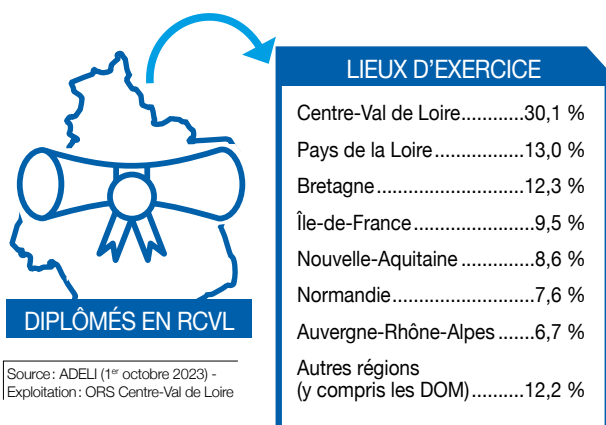 LIEUX D'EXERCICE
Centre-Val de Loire............30,1 %
Pays de la Loire................13,0 %
Bretagne..........................12,3 %
Île-de-France.....................9,5 %
Nouvelle-Aquitaine ...........8,6 %
Normandie.........................7,6 %
Auvergne-Rhône-Alpes .......6,7 %
Autres régions
(y compris les DOM)..........12,2 %
DIPLÔMÉS EN RCVL
Source : ADELI (1er octobre 2023) -
Exploitation : ORS Centre-Val de Loire